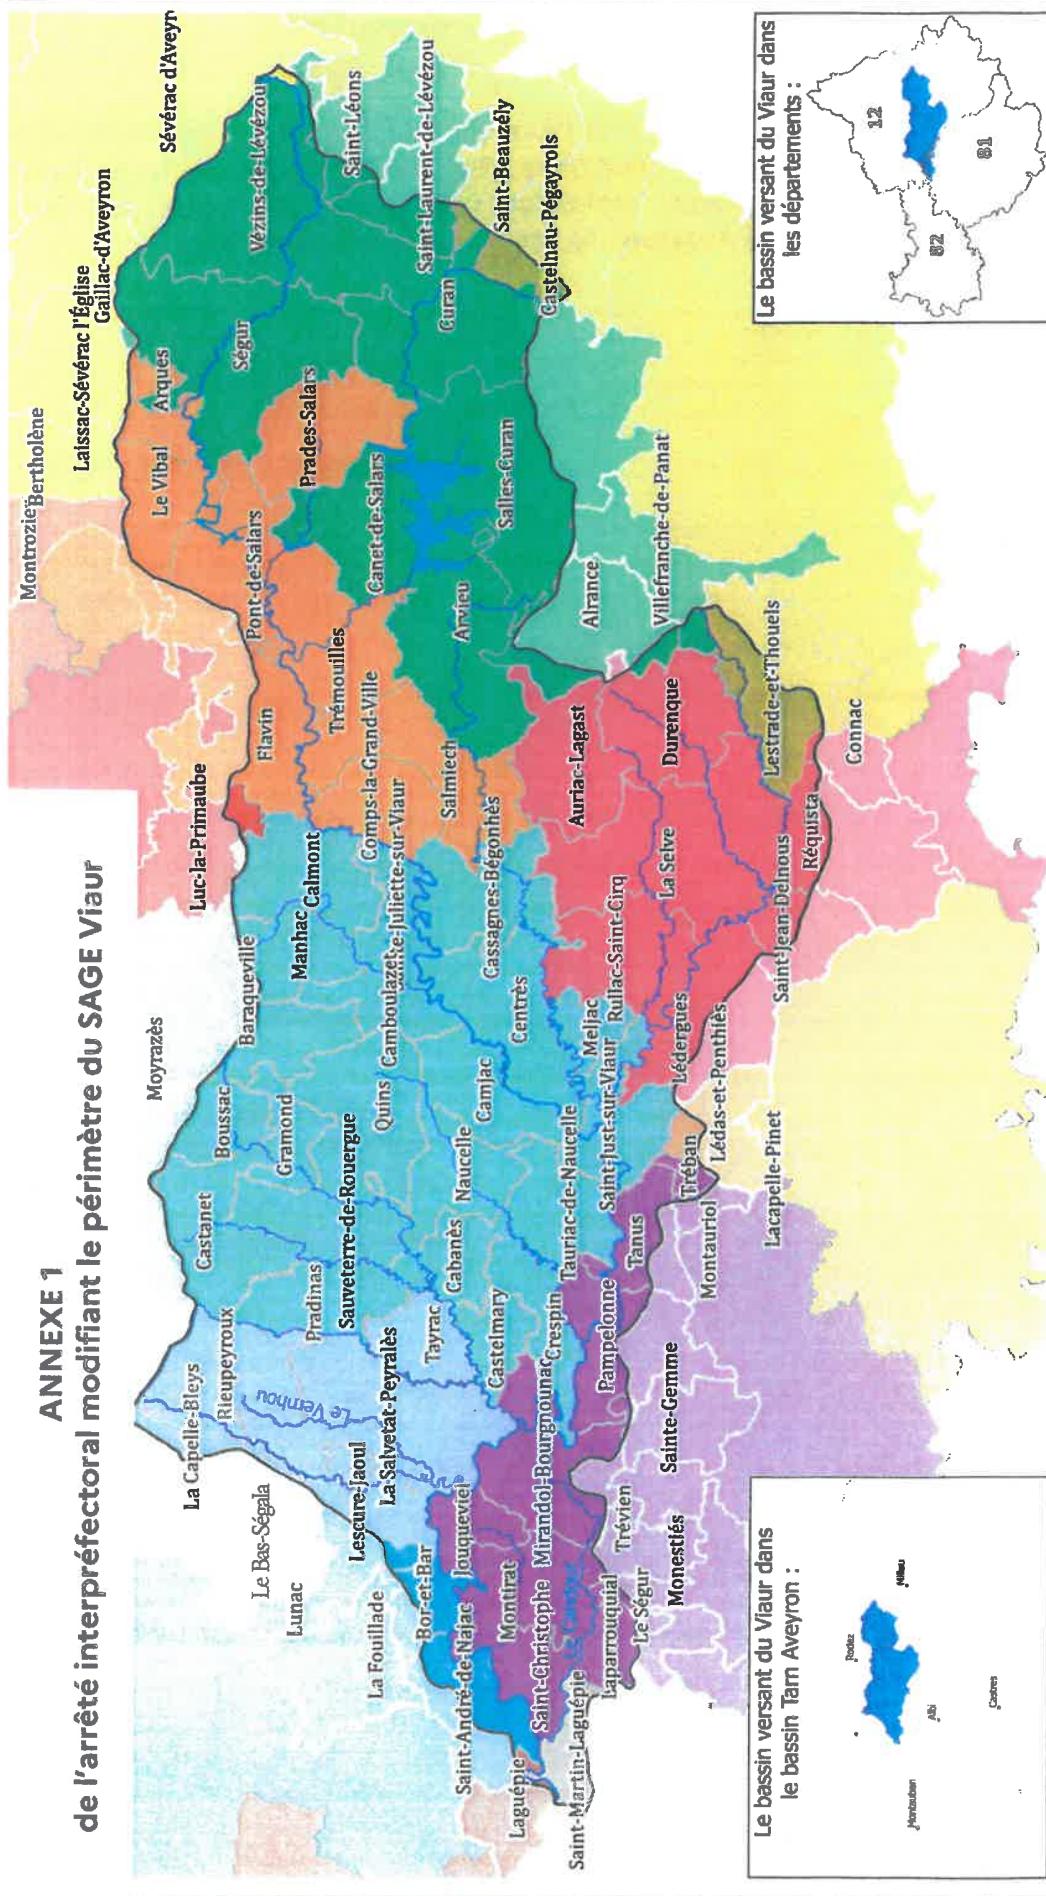 ANNEXE 1
de l'arrêté interpréfectoral modifiant le périmètre du SAGE Viaur
Montrozier
Bertholène
Laissac-Sévérac l'Église
Gaillac-d'Aveyron
Sévérac d'Aveyr
Moyrazès
Luc-la-Primaube
Le Vibal
Arques
Ségur
Vézins-de-Lévézou
Saint-Léons
Saint-Laurent-de-Lévézou
Saint-Beauzély
Castelnau-Pégayrols
Curan
Prades-Salars
Pont-de-Salars
Canet-de-Salars
Salles-Curan
Arvieu
Alrance
Villefranche-de-Panat
Flavin
Trémouilles
Comps-la-Grand-Ville
Salmiech
Auriac-Lagast
Durenque
Lestrade-et-Thouels
Connac
Réquista
La Selve
Saint-Jean-Delnous
Rullac-Saint-Cirq
Lédergues
Baraqueville
Manhac
Calmont
Camboulazet
te-Juliette-sur-Viaur
Cassagnes-Bégonhès
Centrès
Meljac
Saint-Just-sur-Viaur
Boussac
Gramond
Quins
Camjac
Castanet
Sauveterre-de-Rouergue
Naucelle
Tauriac-de-Naucelle
Pradinas
Cabanès
Tayrac
Castelmary
Crespin
La Capelle-Bleys
Rieupeyroux
Le Vernhou
La Salvetat-Peyralès
Lescure-Jaoul
Le Bas-Ségala
Lunac
La Fouillade
Bor-et-Bar
Saint-André-de-Najac
Jouqueviel
Montirat
Mirandol-Bourgnounac
Saint-Christophe
Laguépie
Saint-Martin-Laguépie
Laparrouquial
Le Ségur
Trévien
Monestiés
Sainte-Gemme
Pampelonne
Tanus
Tréban
Montauriol
Lédas-et-Penthiés
Lacapelle-Pinet
Le bassin versant du Viaur dans
le bassin Tarn Aveyron :
Rodez
Millau
Albi
Castres
Montauban
Le bassin versant du Viaur dans
les départements :
12
81
82